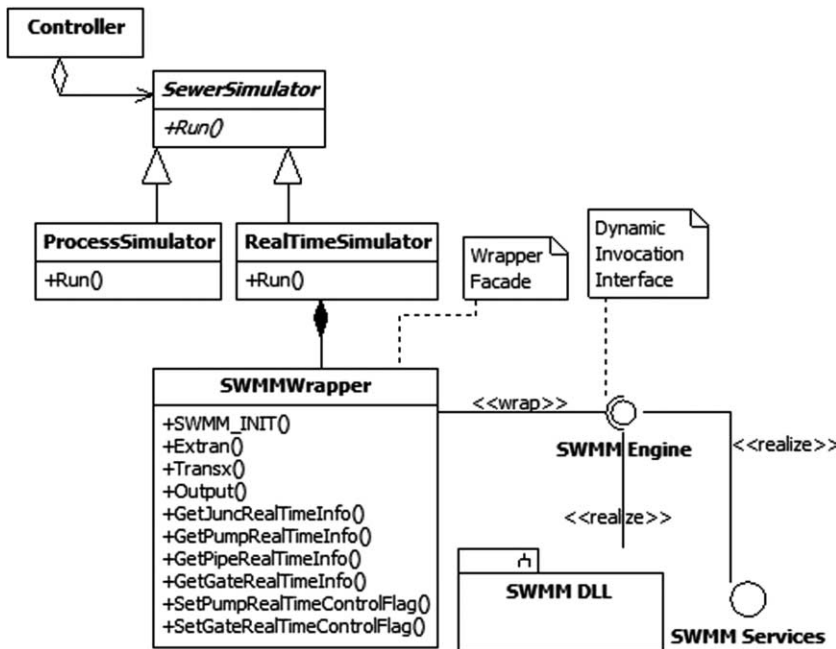 Controller
SewerSimulator
+Run()
ProcessSimulator
+Run()
RealTimeSimulator
+Run()
Wrapper
Facade
Dynamic
Invocation
Interface
SWMMWrapper
+SWMM_INIT()
+Extran()
+Transx()
+Output()
+GetJuncRealTimeInfo()
+GetPumpRealTimeInfo()
+GetPipeRealTimeInfo()
+GetGateRealTimeInfo()
+SetPumpRealTimeControlFlag()
+SetGateRealTimeControlFlag()
<<wrap>>
SWMM Engine
<<realize>>
<<realize>>
SWMM DLL
SWMM Services